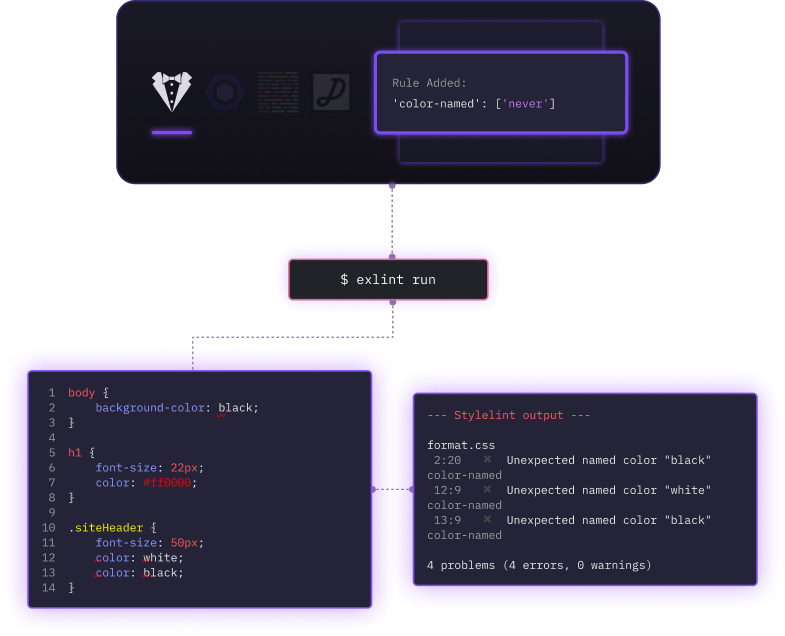 Rule Added:
'color-named': ['never']
$ exlint run
1 body {
2 background-color: black;
3 }
4
5 h1 {
6 font-size: 22px;
7 color: #ff0000;
8 }
9
10 .siteHeader {
11 font-size: 50px;
12 color: white;
13 color: black;
14 }
--- Stylelint output ---
format.css
2:20 ✖ Unexpected named color "black"
color-named
12:9 ✖ Unexpected named color "white"
color-named
13:9 ✖ Unexpected named color "black"
color-named
4 problems (4 errors, 0 warnings)